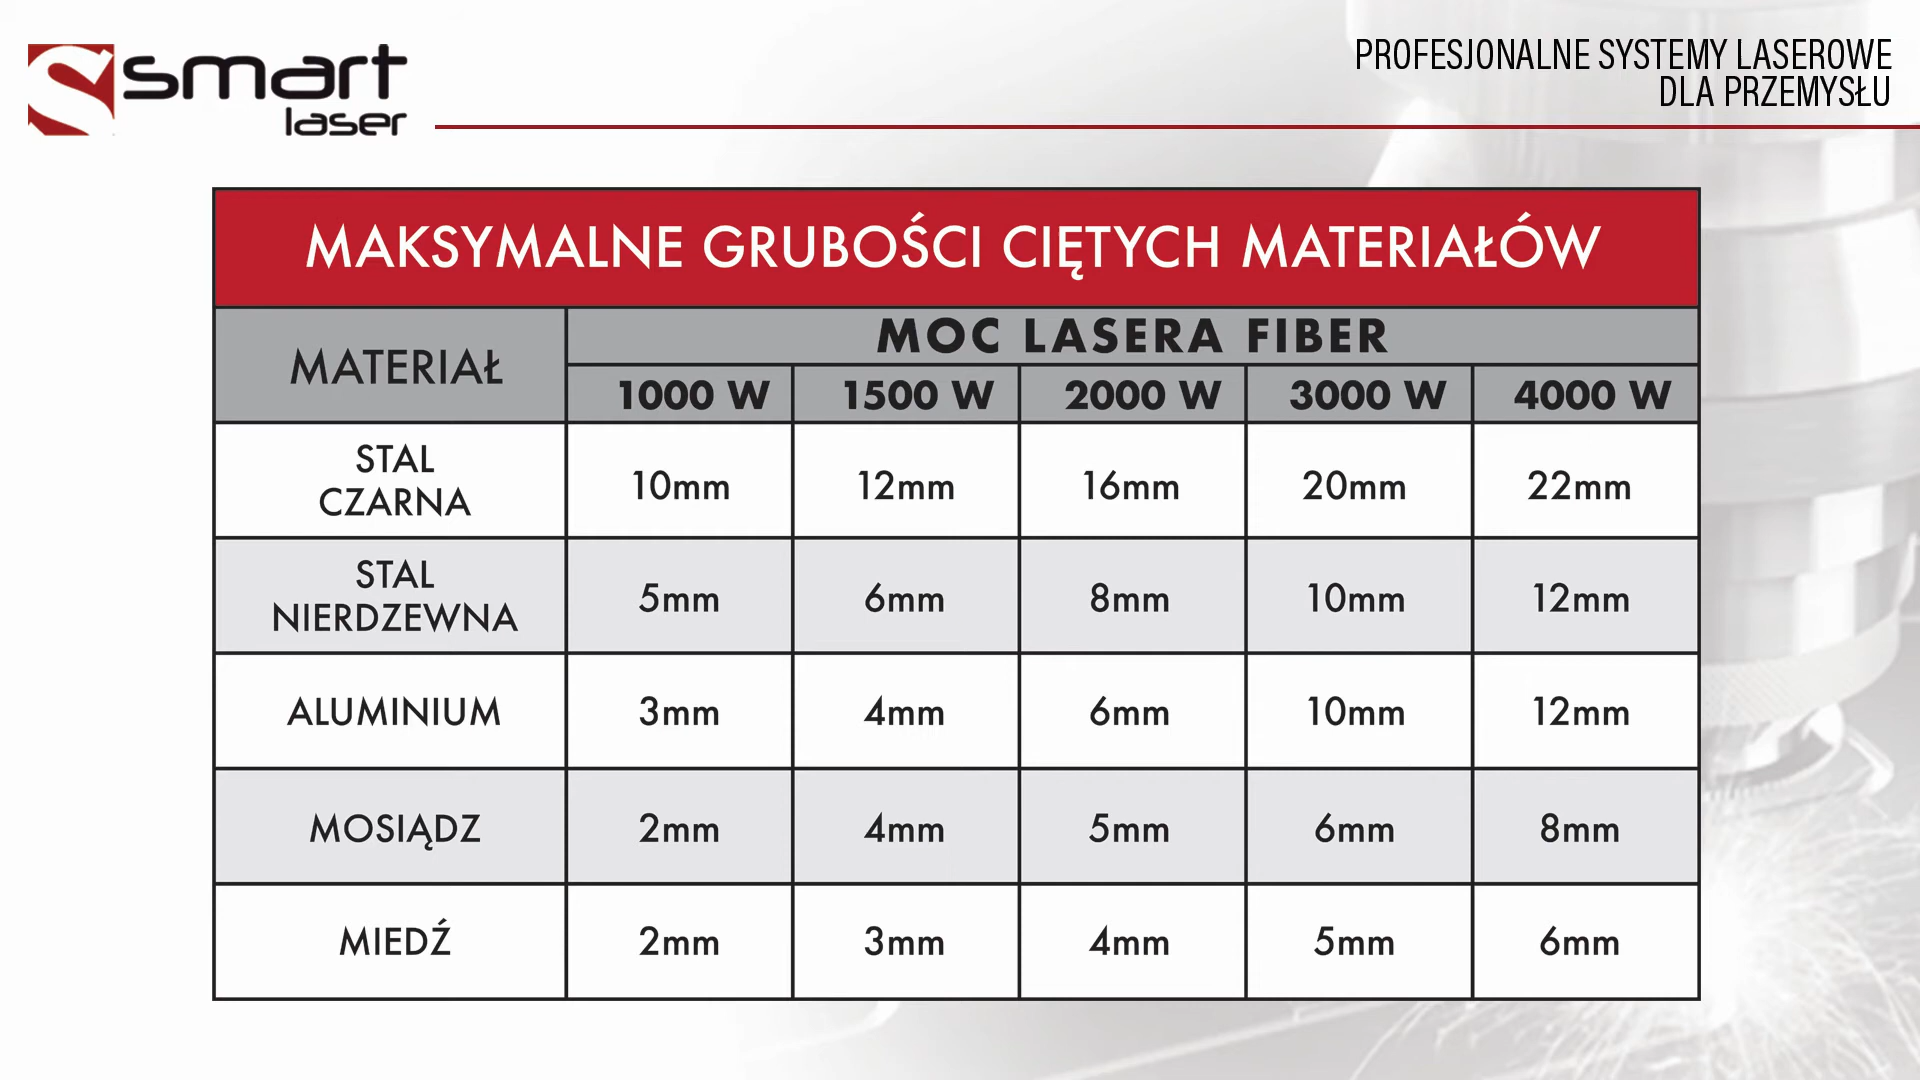 smart
laser
PROFESJONALNE SYSTEMY LASEROWE
DLA PRZEMYSŁU
MAKSYMALNE GRUBOŚCI CIĘTYCH MATERIAŁÓW
MATERIAŁ
MOC LASERA FIBER
1000 W 1500 W 2000 W 3000 W 4000 W
STAL
CZARNA
10mm 12mm 16mm 20mm 22mm
STAL
NIERDZEWNA
5mm 6mm 8mm 10mm 12mm
ALUMINIUM 3mm 4mm 6mm 10mm 12mm
MOSIĄDZ 2mm 4mm 5mm 6mm 8mm
MIEDŹ 2mm 3mm 4mm 5mm 6mm